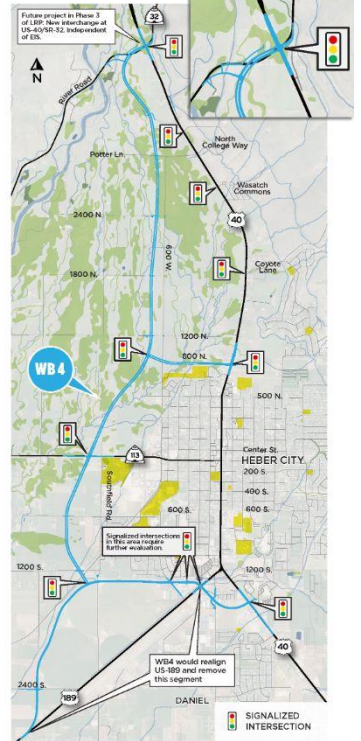 Future project in Phase 3
of LRP: New interchange at
US-40/SR-32. Independent
of EIS.
32
N
River Road
North
College Way
Potter Ln.
Wasatch
Commons
2400 N.
40
600 W.
1800 N.
Coyote
Lane
1200 N.
800 N.
WB4
500 N.
Center St.
113
HEBER CITY
200 S.
400 S.
600 S.
Southfield Rd.
600 S.
Signalized intersections
in this area require
further evaluation.
1200 S.
1200 S.
40
WB4 would realign
US-189 and remove
this segment
2400 S.
189
DANIEL
SIGNALIZED
INTERSECTION